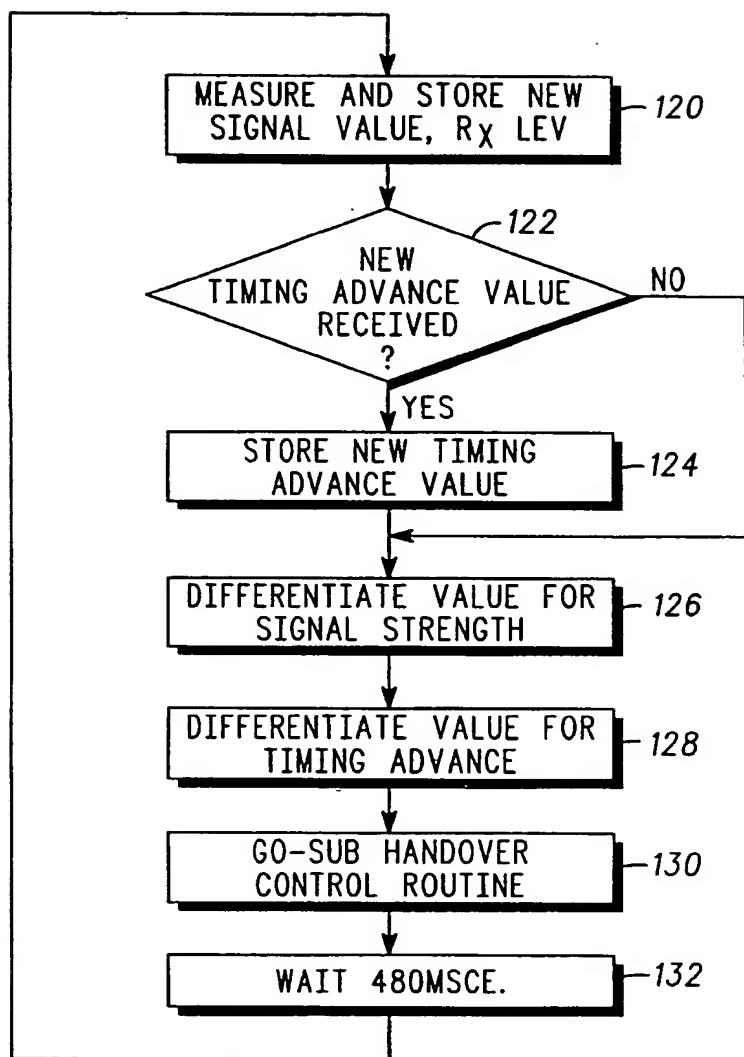 MEASURE AND STORE NEW
SIGNAL VALUE, RX LEV
120
122
NEW
TIMING ADVANCE VALUE
RECEIVED
?
NO
YES
STORE NEW TIMING
ADVANCE VALUE
124
DIFFERENTIATE VALUE FOR
SIGNAL STRENGTH
126
DIFFERENTIATE VALUE FOR
TIMING ADVANCE
128
GO-SUB HANDOVER
CONTROL ROUTINE
130
WAIT 480MSCE.
132